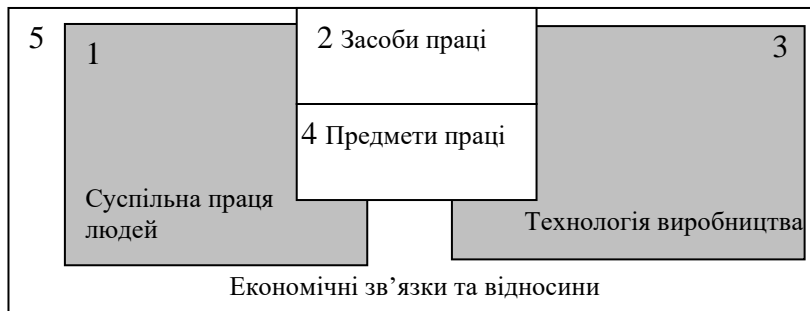 5
1
2 Засоби праці
3
4 Предмети праці
Суспільна праця
людей
Технологія виробництва
Економічні зв’язки та відносини